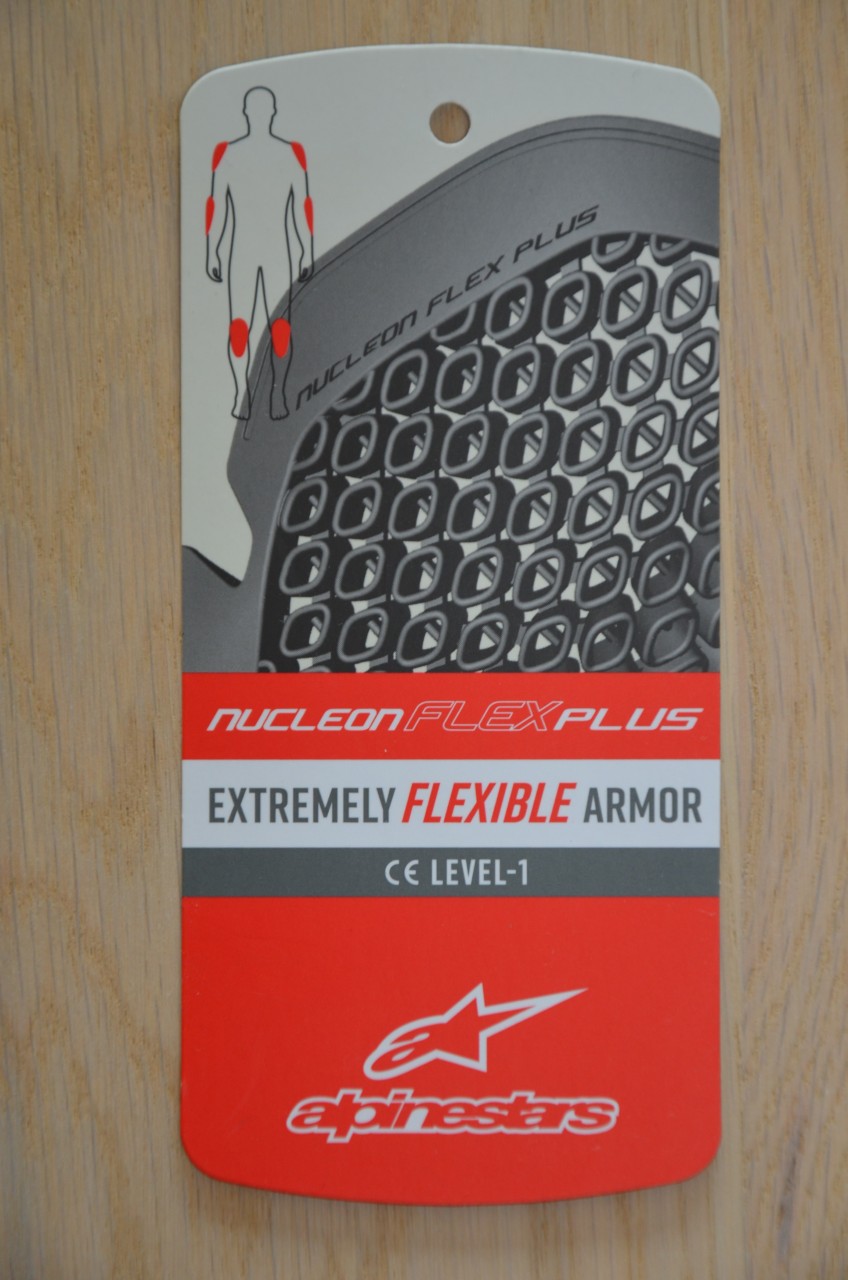 NUCLEON FLEX PLUS
NUCLEON FLEX PLUS
EXTREMELY FLEXIBLE ARMOR
CE LEVEL-1
a
alpinestars